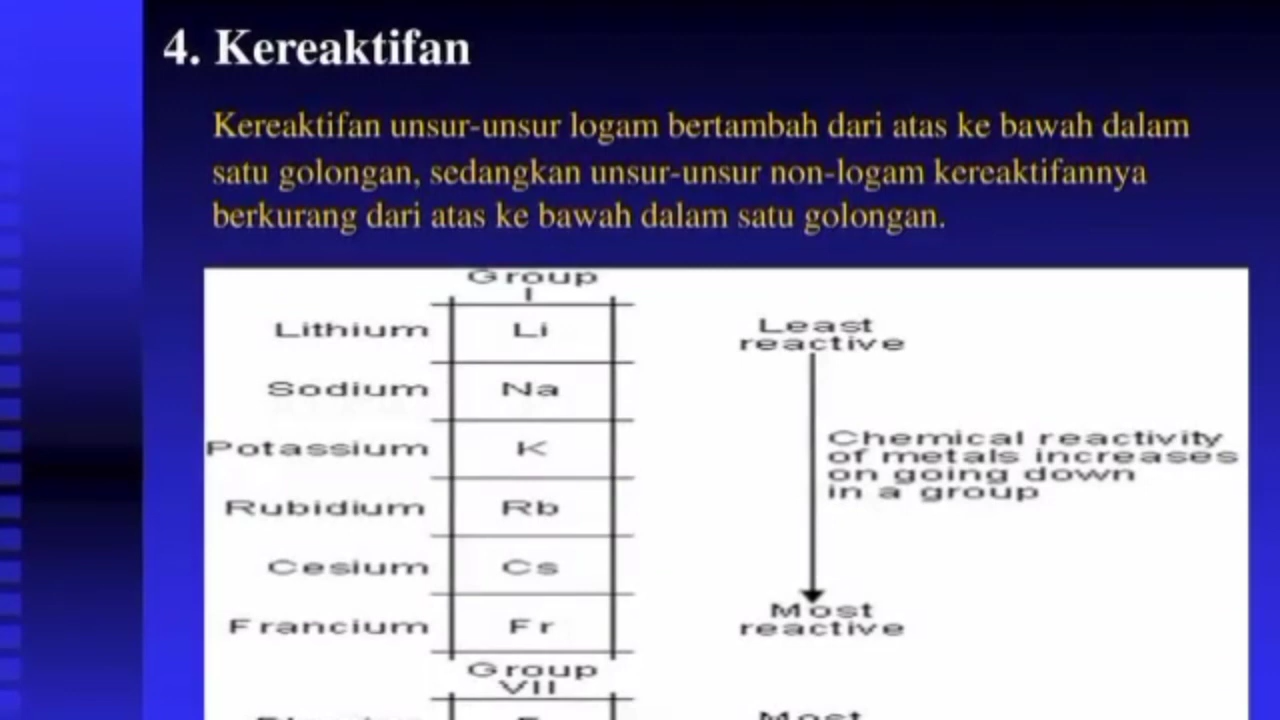 4. Kereaktifan
Kereaktifan unsur-unsur logam bertambah dari atas ke bawah dalam
satu golongan, sedangkan unsur-unsur non-logam kereaktifannya
berkurang dari atas ke bawah dalam satu golongan.
Group
I
Lithium Li
Sodium Na
Potassium K
Rubidium Rb
Cesium Cs
Francium Fr
Least
reactive
Chemical reactivity
of metals increases
on going down
in a group
Most
reactive
Group
VII
Most